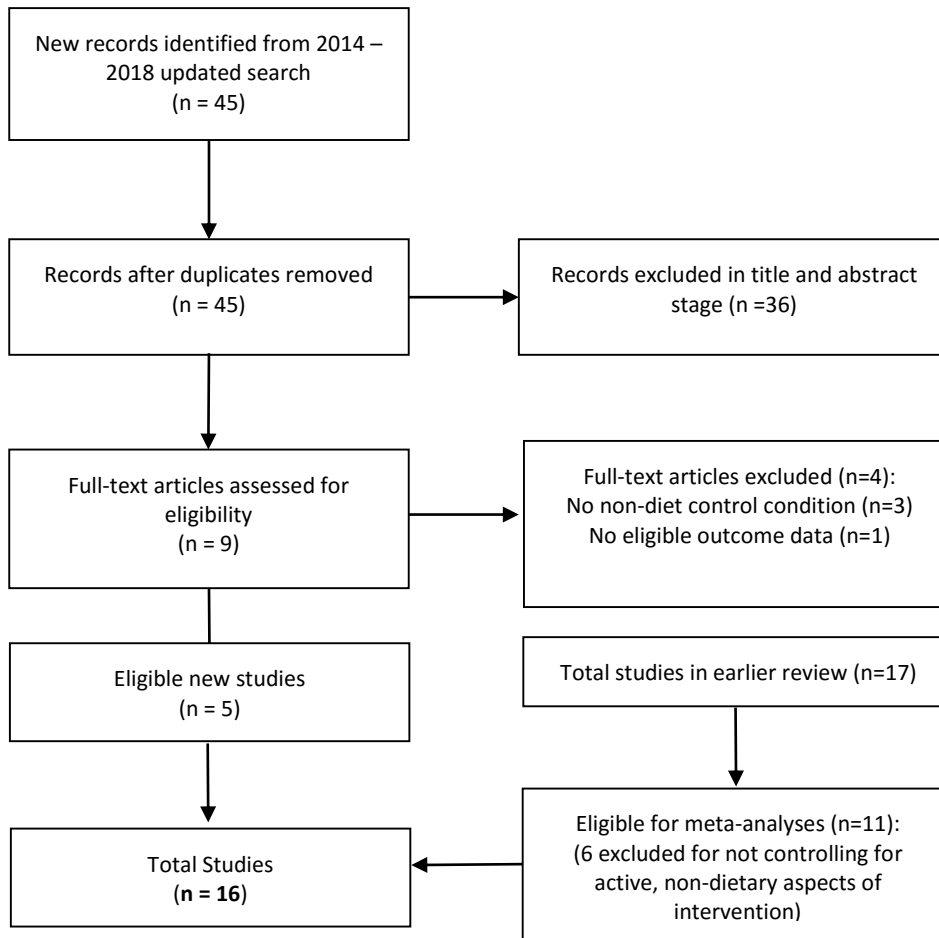 New records identified from 2014 –
2018 updated search
(n = 45)
Records after duplicates removed
(n = 45)
Records excluded in title and abstract
stage (n =36)
Full-text articles assessed for
eligibility
(n = 9)
Full-text articles excluded (n=4):
No non-diet control condition (n=3)
No eligible outcome data (n=1)
Eligible new studies
(n = 5)
Total studies in earlier review (n=17)
Total Studies
(n = 16)
Eligible for meta-analyses (n=11):
(6 excluded for not controlling for
active, non-dietary aspects of
intervention)